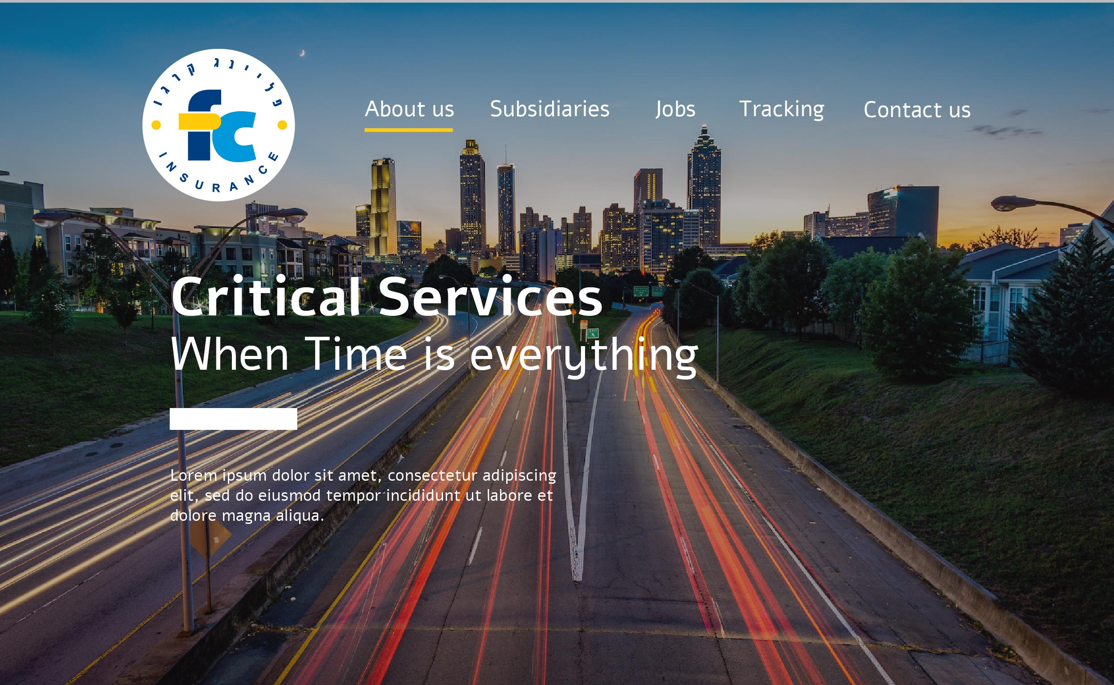 פליינג קרגו
INSURANCE
fc
About us
Subsidiaries
Jobs
Tracking
Contact us
Critical Services
When Time is everything
Lorem ipsum dolor sit amet, consectetur adipiscing
elit, sed do eiusmod tempor incididunt ut labore et
dolore magna aliqua.